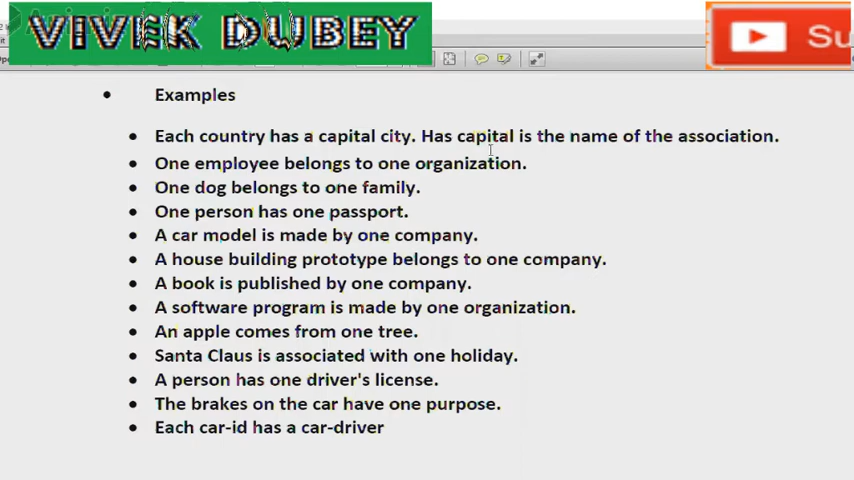 VIVEK DUBEY
Su
Examples
Each country has a capital city. Has capital is the name of the association.
One employee belongs to one organization.
One dog belongs to one family.
One person has one passport.
A car model is made by one company.
A house building prototype belongs to one company.
A book is published by one company.
A software program is made by one organization.
An apple comes from one tree.
Santa Claus is associated with one holiday.
A person has one driver's license.
The brakes on the car have one purpose.
Each car-id has a car-driver